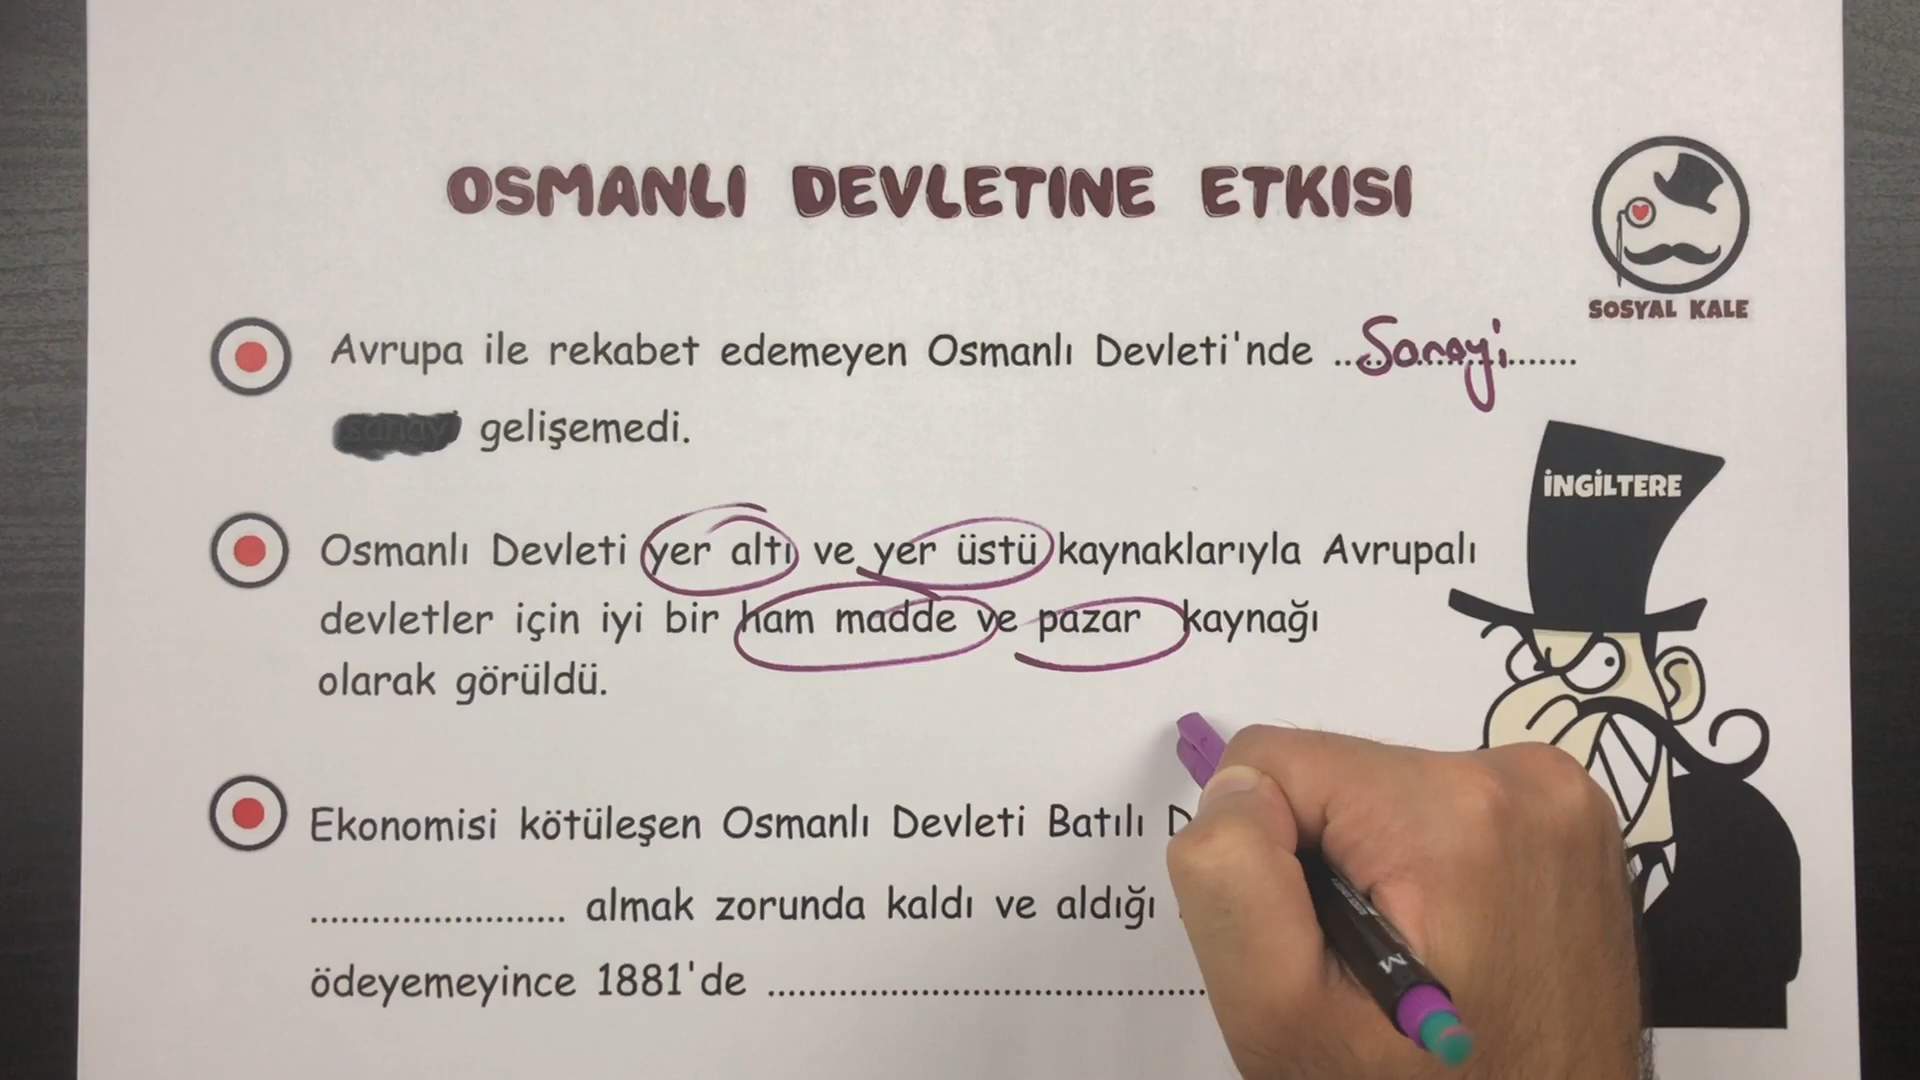 OSMANLI DEVLETINE ETKISI
SOSYAL KALE
Avrupa ile rekabet edemeyen Osmanlı Devleti'nde ..Sanayi.......
gelişemedi.
İNGİLTERE
Osmanlı Devleti yer altı ve yer üstü kaynaklarıyla Avrupalı
devletler için iyi bir ham madde ve pazar kaynağı
olarak görüldü.
Ekonomisi kötüleşen Osmanlı Devleti Batılı
......................... almak zorunda kaldı ve aldığı
ödeyemeyince 1881'de ...........................................
M